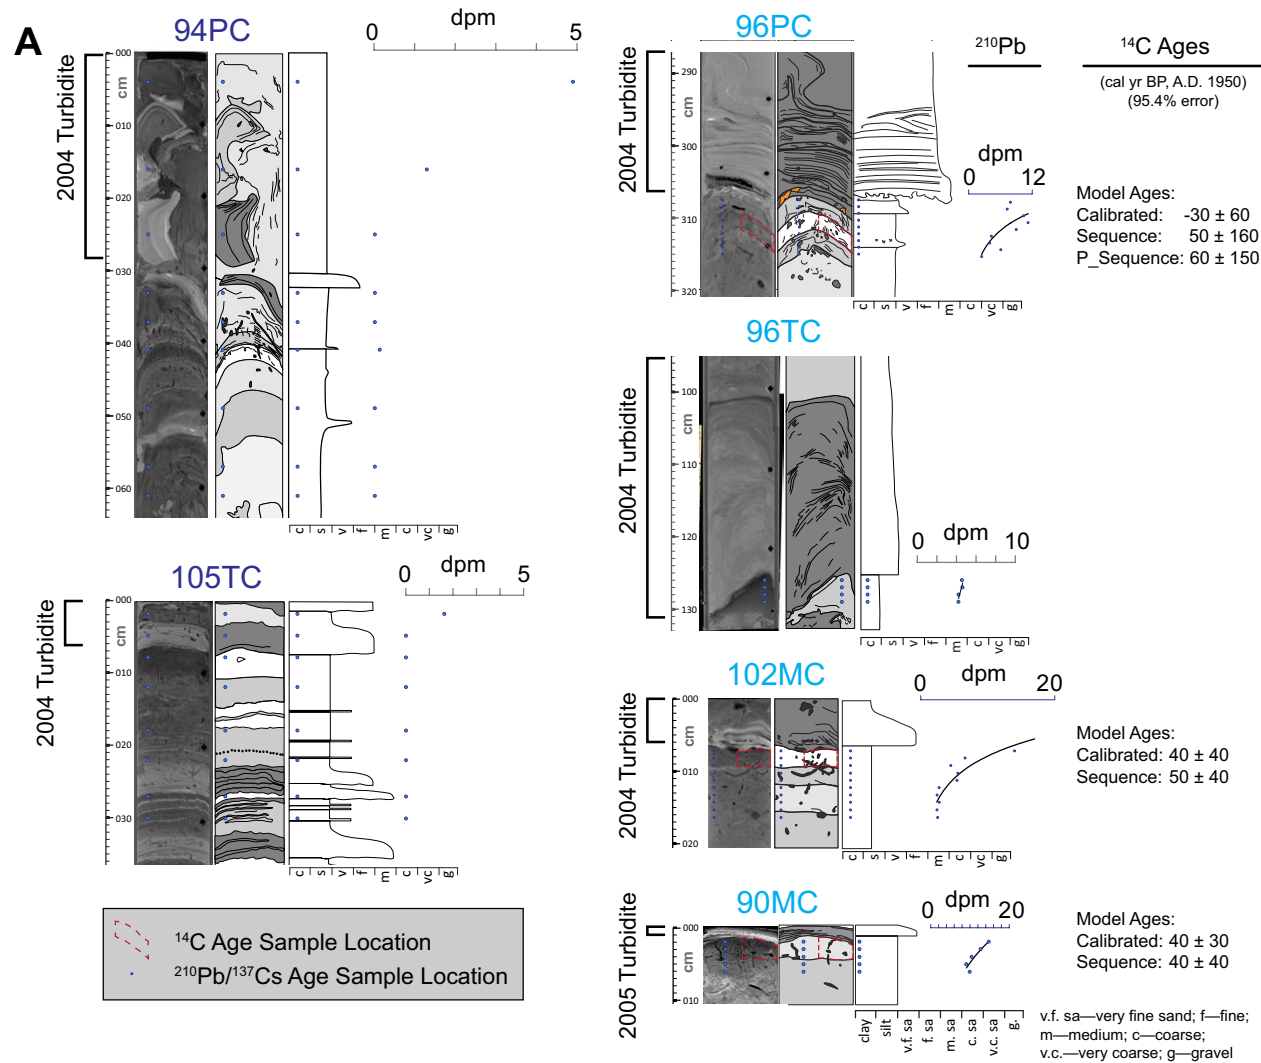 A
94PC
dpm
0
5
2004 Turbidite
000
cm
010
020
030
040
050
060
c
s
v
f
m
c
vc
g
105TC
dpm
0
5
2004 Turbidite
000
cm
010
020
030
c
s
v
f
m
c
vc
g
14C Age Sample Location
210Pb/137Cs Age Sample Location
96PC
2004 Turbidite
290
cm
300
310
320
c
s
v
f
m
c
vc
g
210Pb
dpm
0
12
14C Ages
(cal yr BP, A.D. 1950)
(95.4% error)
Model Ages:
Calibrated: -30 ± 60
Sequence: 50 ± 160
P_Sequence: 60 ± 150
96TC
2004 Turbidite
100
cm
110
120
130
dpm
0
10
c
s
v
f
m
c
vc
g
102MC
2004 Turbidite
000
cm
010
020
dpm
0
20
c
s
v
f
m
c
vc
g
Model Ages:
Calibrated: 40 ± 40
Sequence: 50 ± 40
90MC
2005 Turbidite
000
cm
010
dpm
0
20
clay
silt
v.f. sa
f. sa
m. sa
c. sa
v.c. sa
g.
Model Ages:
Calibrated: 40 ± 30
Sequence: 40 ± 40
v.f. sa—very fine sand; f—fine;
m—medium; c—coarse;
v.c.—very coarse; g—gravel